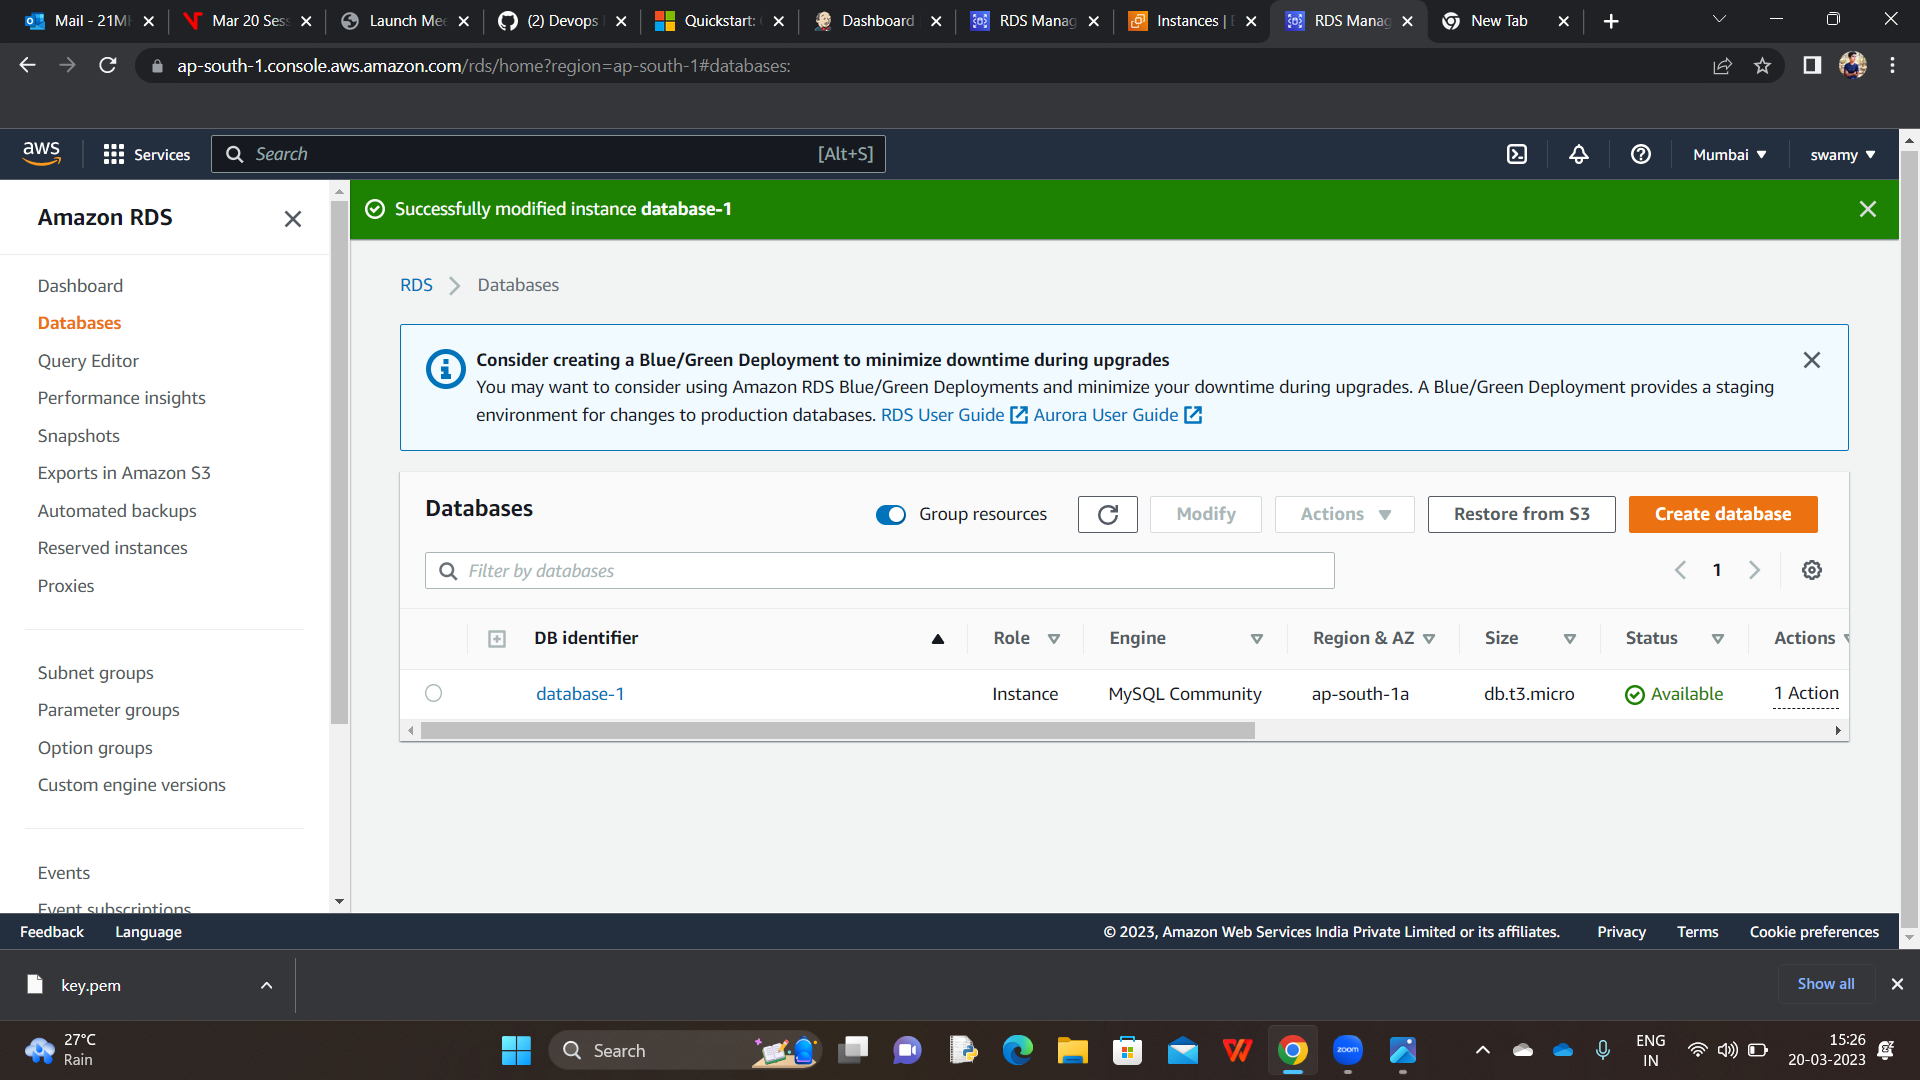 Mail - 21M
Mar 20 Sess
Launch Mee
(2) Devops
Quickstart:
Dashboard
RDS Manag
Instances | E
RDS Manag
New Tab
ap-south-1.console.aws.amazon.com/rds/home?region=ap-south-1#databases:
aws
Services
Search
[Alt+S]
Mumbai
swamy
Amazon RDS
Dashboard
Databases
Query Editor
Performance insights
Snapshots
Exports in Amazon S3
Automated backups
Reserved instances
Proxies
Subnet groups
Parameter groups
Option groups
Custom engine versions
Events
Event subscriptions
Successfully modified instance database-1
RDS > Databases
Consider creating a Blue/Green Deployment to minimize downtime during upgrades
You may want to consider using Amazon RDS Blue/Green Deployments and minimize your downtime during upgrades. A Blue/Green Deployment provides a staging
environment for changes to production databases. RDS User Guide Aurora User Guide
Databases
Group resources
Modify
Actions
Restore from S3
Create database
Filter by databases
1
DB identifier Role Engine Region & AZ Size Status Actions
database-1 Instance MySQL Community ap-south-1a db.t3.micro Available 1 Action
Feedback Language
© 2023, Amazon Web Services India Private Limited or its affiliates. Privacy Terms Cookie preferences
key.pem
Show all
27°C
Rain
Search
zoom
ENG
IN
15:26
20-03-2023